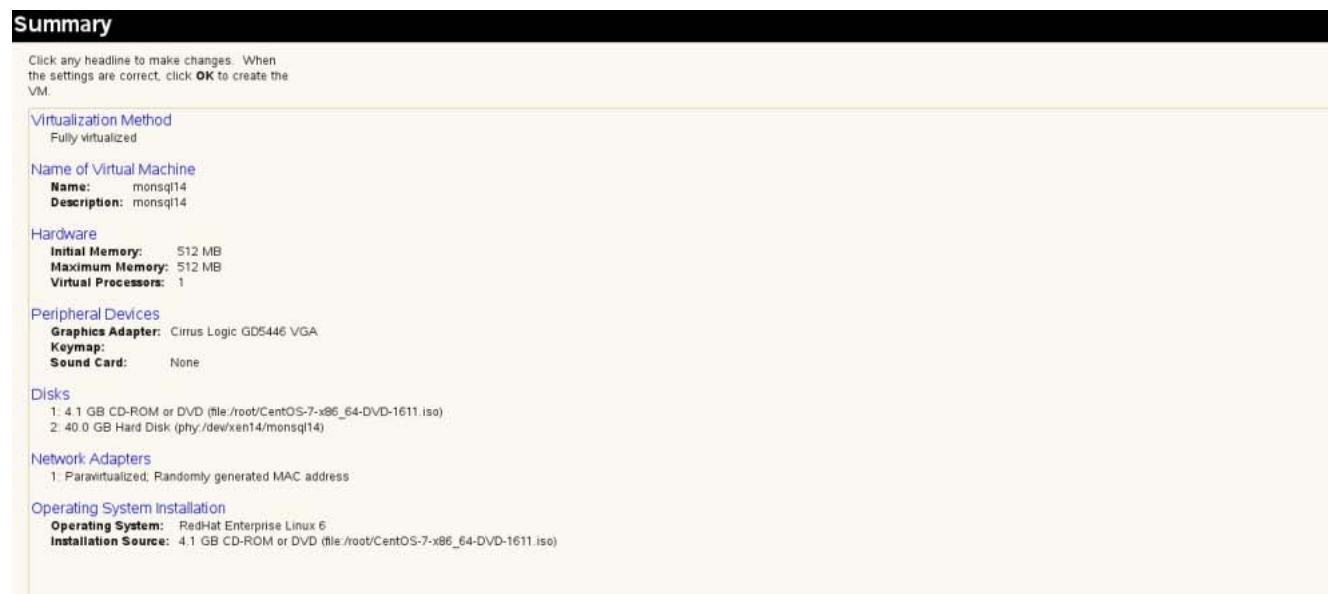 Summary
Click any headline to make changes. When
the settings are correct, click OK to create the
VM.
Virtualization Method
Fully virtualized
Name of Virtual Machine
Name: monsql14
Description: monsql14
Hardware
Initial Memory: 512 MB
Maximum Memory: 512 MB
Virtual Processors: 1
Peripheral Devices
Graphics Adapter: Cirrus Logic GD5446 VGA
Keymap:
Sound Card: None
Disks
1: 4.1 GB CD-ROM or DVD (file:/root/CentOS-7-x86_64-DVD-1611.iso)
2: 40.0 GB Hard Disk (phy:/dev/xen14/monsql14)
Network Adapters
1: Paravirtualized; Randomly generated MAC address
Operating System Installation
Operating System: RedHat Enterprise Linux 6
Installation Source: 4.1 GB CD-ROM or DVD (file:/root/CentOS-7-x86_64-DVD-1611.iso)